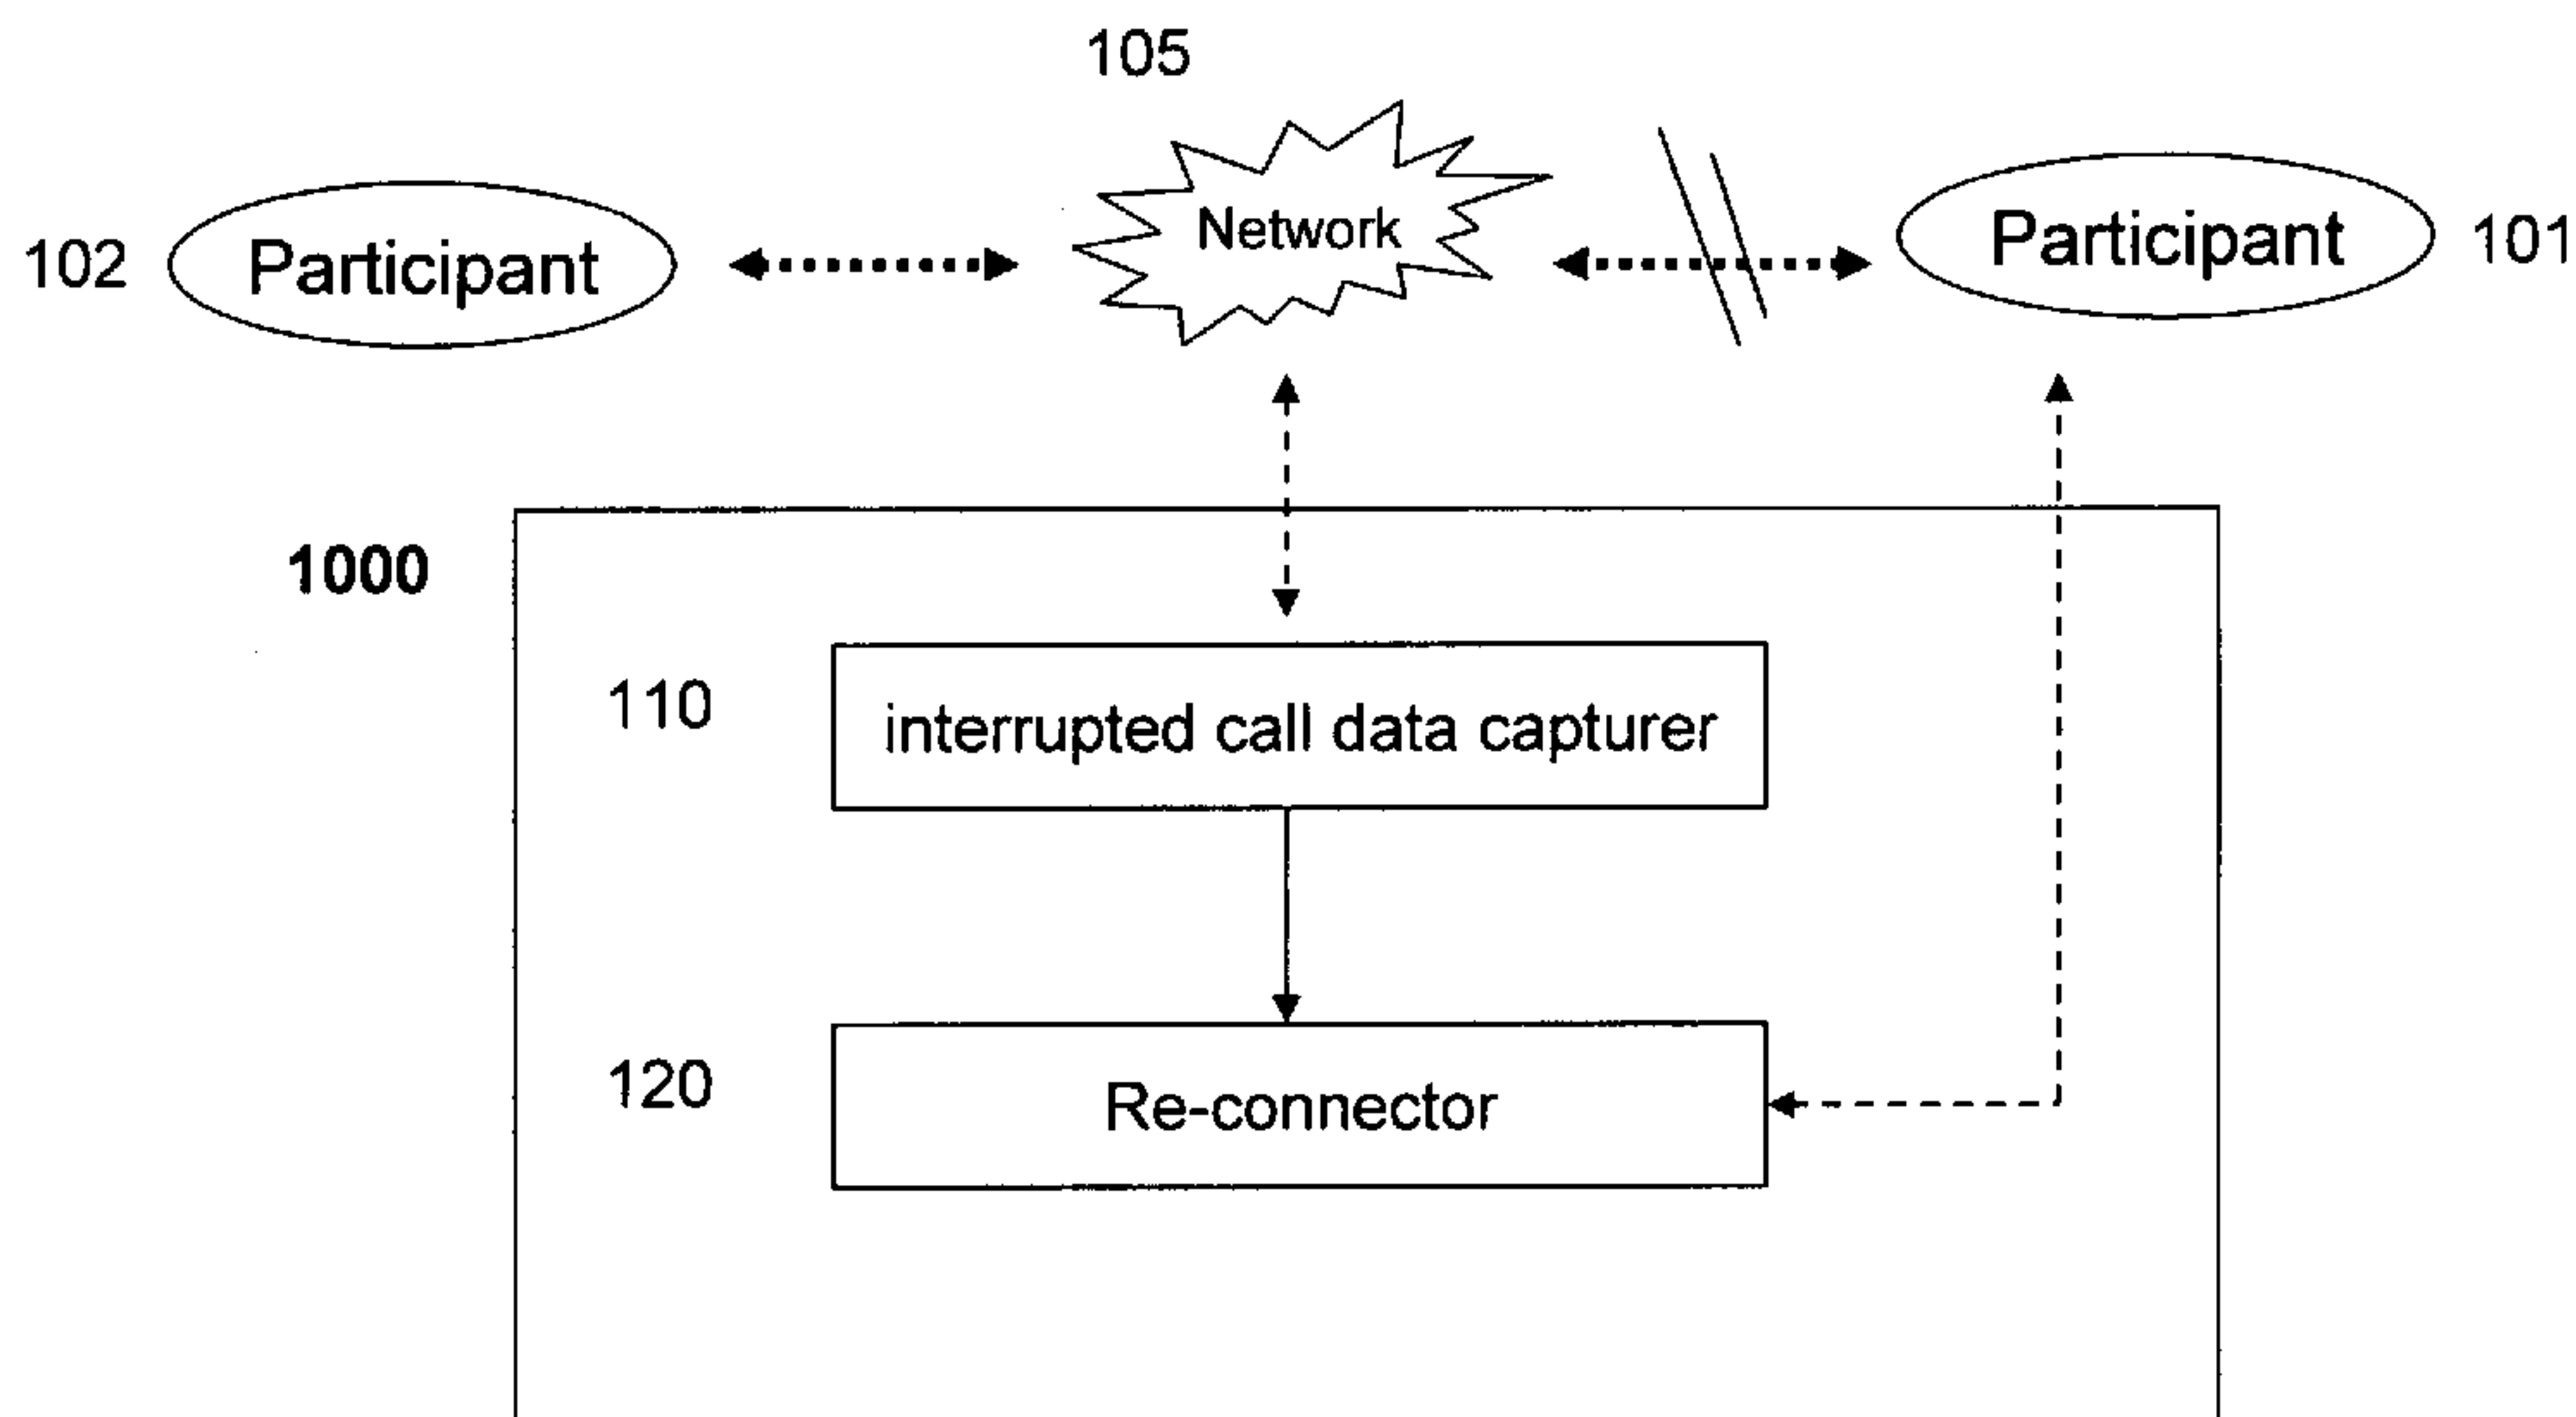 105
102
Participant
Network
Participant
101
1000
110
interrupted call data capturer
120
Re-connector